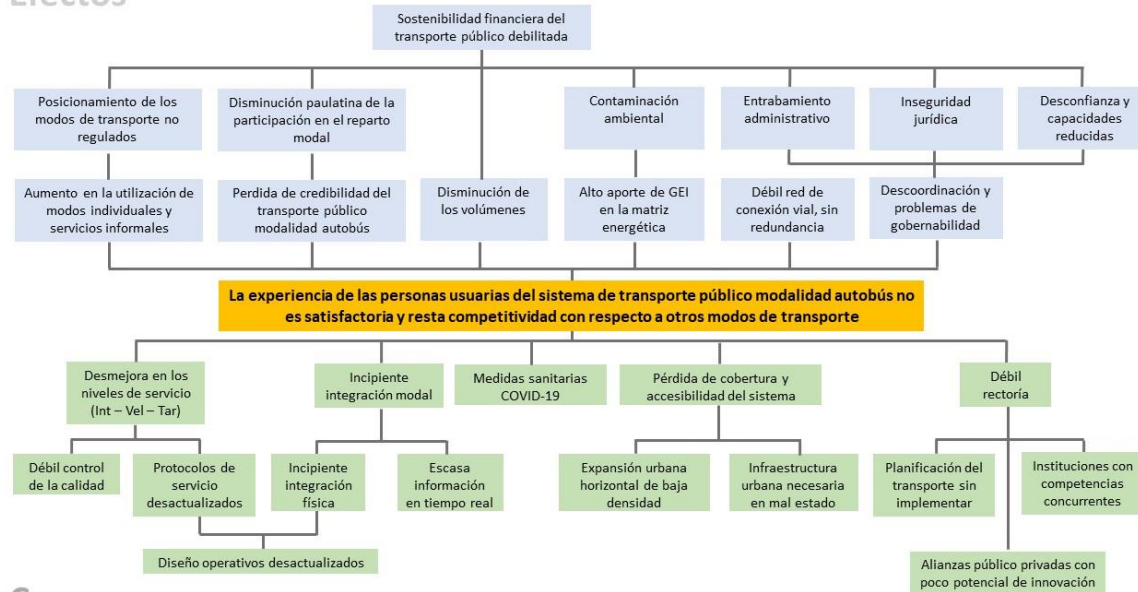 Efectos
Sostenibilidad financiera del
transporte público debilitada
Posicionamiento de los
modos de transporte no
regulados
Disminución paulatina de la
participación en el reparto
modal
Contaminación
ambiental
Entrabamiento
administrativo
Inseguridad
jurídica
Desconfianza y
capacidades
reducidas
Aumento en la utilización de
modos individuales y
servicios informales
Perdida de credibilidad del
transporte público
modalidad autobús
Disminución de
los volúmenes
Alto aporte de GEI
en la matriz
energética
Débil red de
conexión vial, sin
redundancia
Descoordinación y
problemas de
gobernabilidad
La experiencia de las personas usuarias del sistema de transporte público modalidad autobús no
es satisfactoria y resta competitividad con respecto a otros modos de transporte
Desmejora en los
niveles de servicio
(Int – Vel – Tar)
Incipiente
integración modal
Medidas sanitarias
COVID-19
Pérdida de cobertura y
accesibilidad del sistema
Débil
rectoría
Débil control
de la calidad
Protocolos de
servicio
desactualizados
Incipiente
integración
física
Escasa
información
en tiempo real
Expansión urbana
horizontal de baja
densidad
Infraestructura
urbana necesaria
en mal estado
Planificación del
transporte sin
implementar
Instituciones con
competencias
concurrentes
Diseño operativos desactualizados
Alianzas público privadas con
poco potencial de innovación